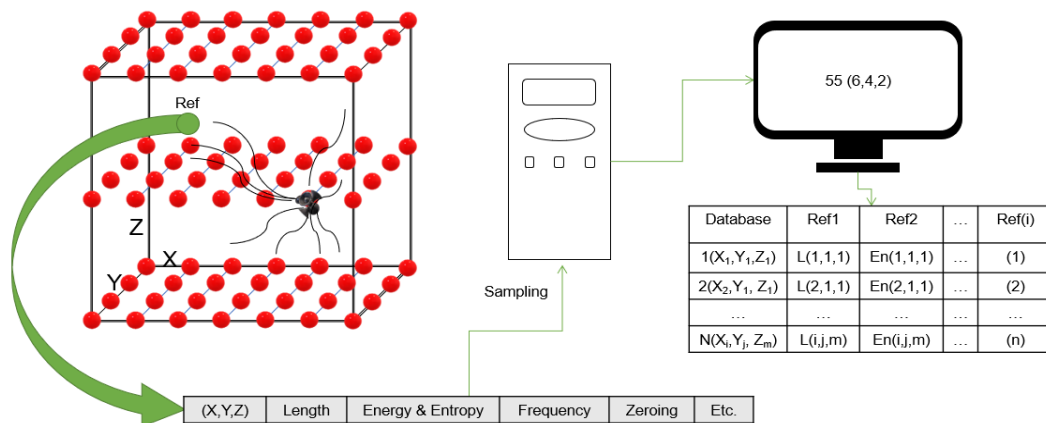 Ref
Z
X
Y
55 (6,4,2)
Sampling
Database Ref1 Ref2 ... Ref(i)
1(X₁,Y₁,Z₁) L(1,1,1) En(1,1,1) ... (1)
2(X₂,Y₁, Z₁) L(2,1,1) En(2,1,1) ... (2)
... ... ... ... ...
N(Xᵢ,Yⱼ, Zₘ) L(i,j,m) En(i,j,m) ... (n)
(X,Y,Z) Length Energy & Entropy Frequency Zeroing Etc.